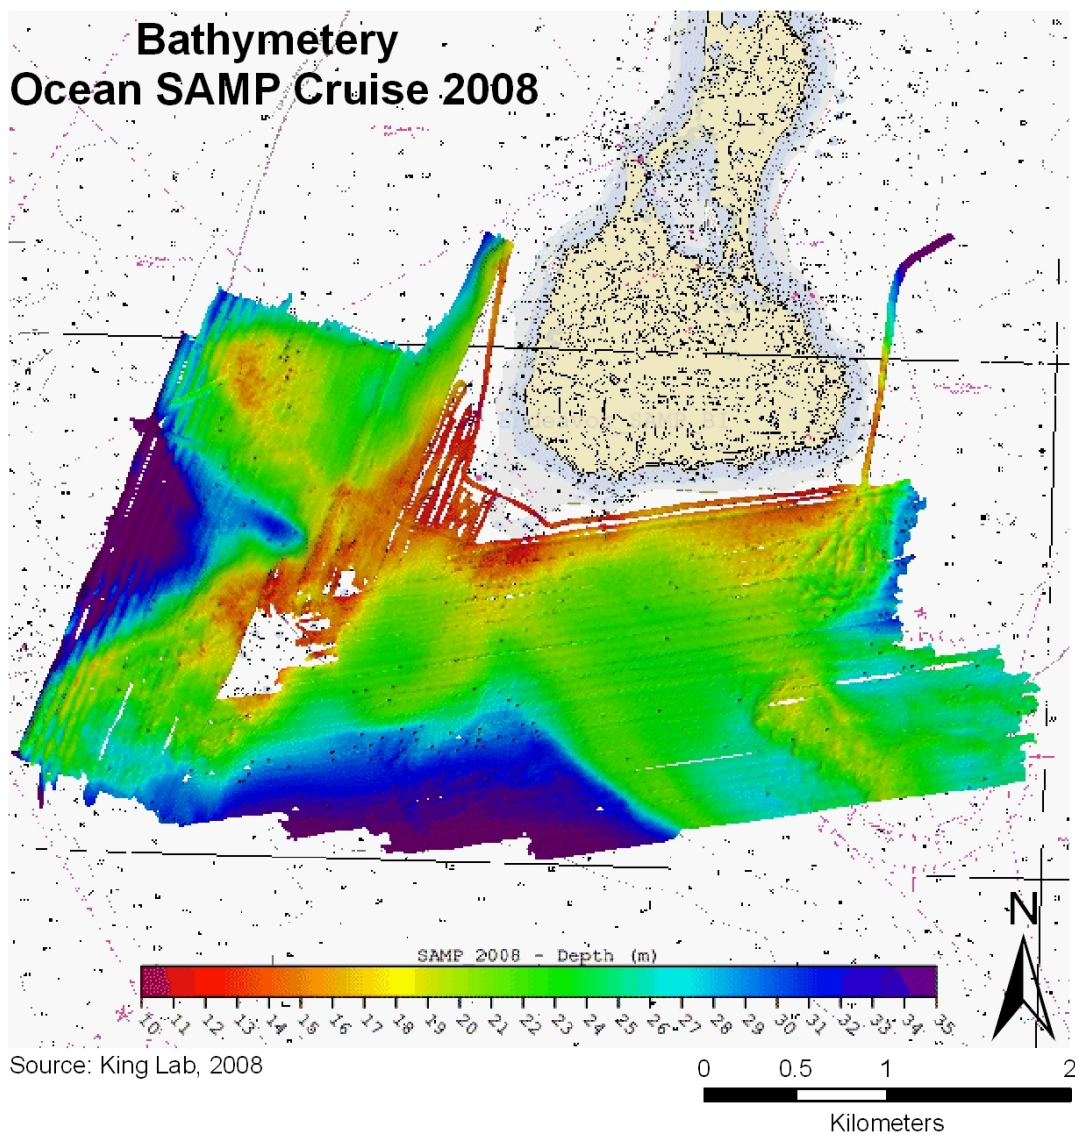 Bathymetery
Ocean SAMP Cruise 2008
N
SAMP 2008 - Depth (m)
10 11 12 13 14 15 16 17 18 19 20 21 22 23 24 25 26 27 28 29 30 31 32 33 34 35
Source: King Lab, 2008
0 0.5 1 2
Kilometers